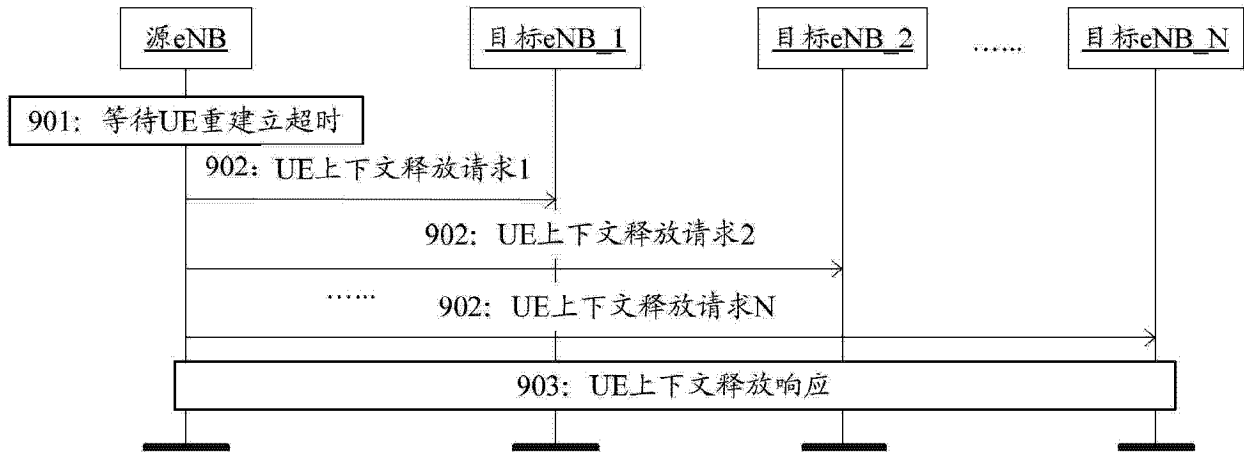 源eNB
目标eNB_1
目标eNB_2
……
目标eNB_N
901：等待UE重建立超时
902：UE上下文释放请求1
902：UE上下文释放请求2
……
902：UE上下文释放请求N
903：UE上下文释放响应